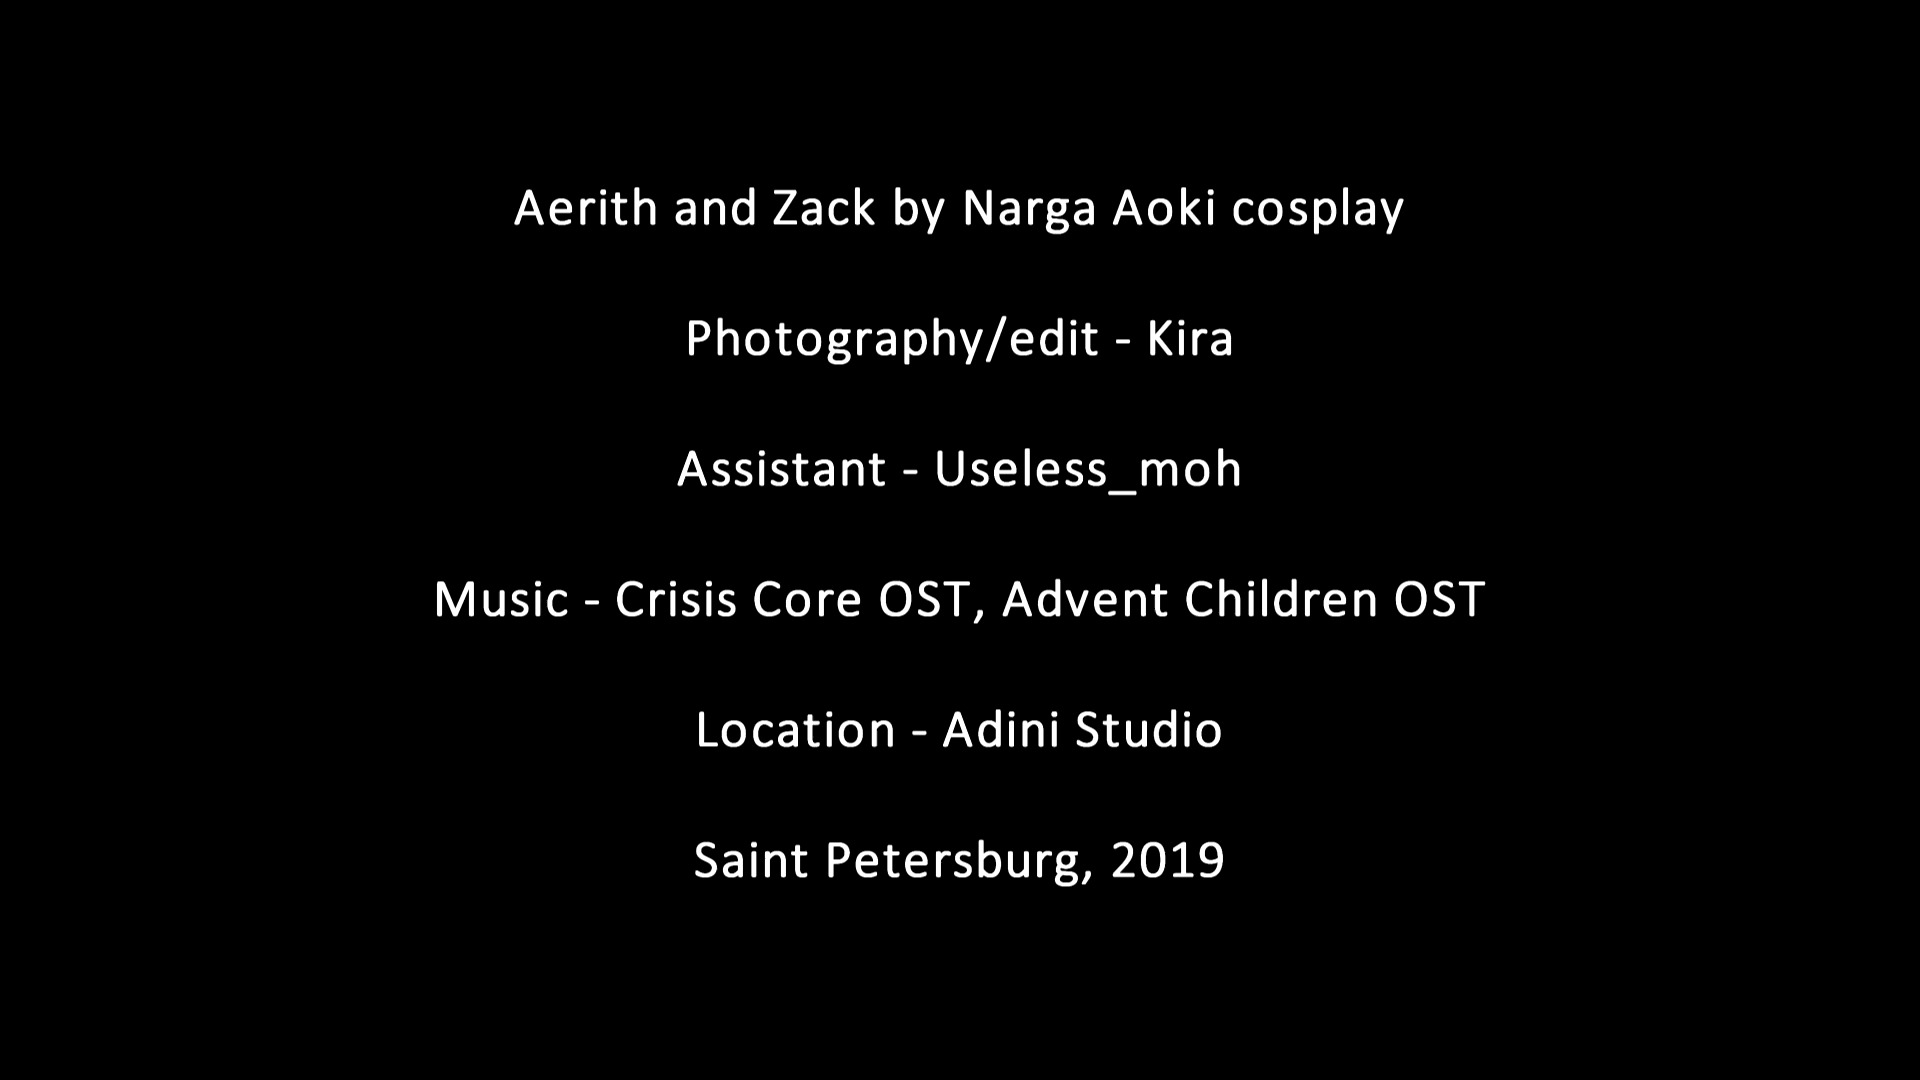 Aerith and Zack by Narga Aoki cosplay
Photography/edit - Kira
Assistant - Useless_moh
Music - Crisis Core OST, Advent Children OST
Location - Adini Studio
Saint Petersburg, 2019